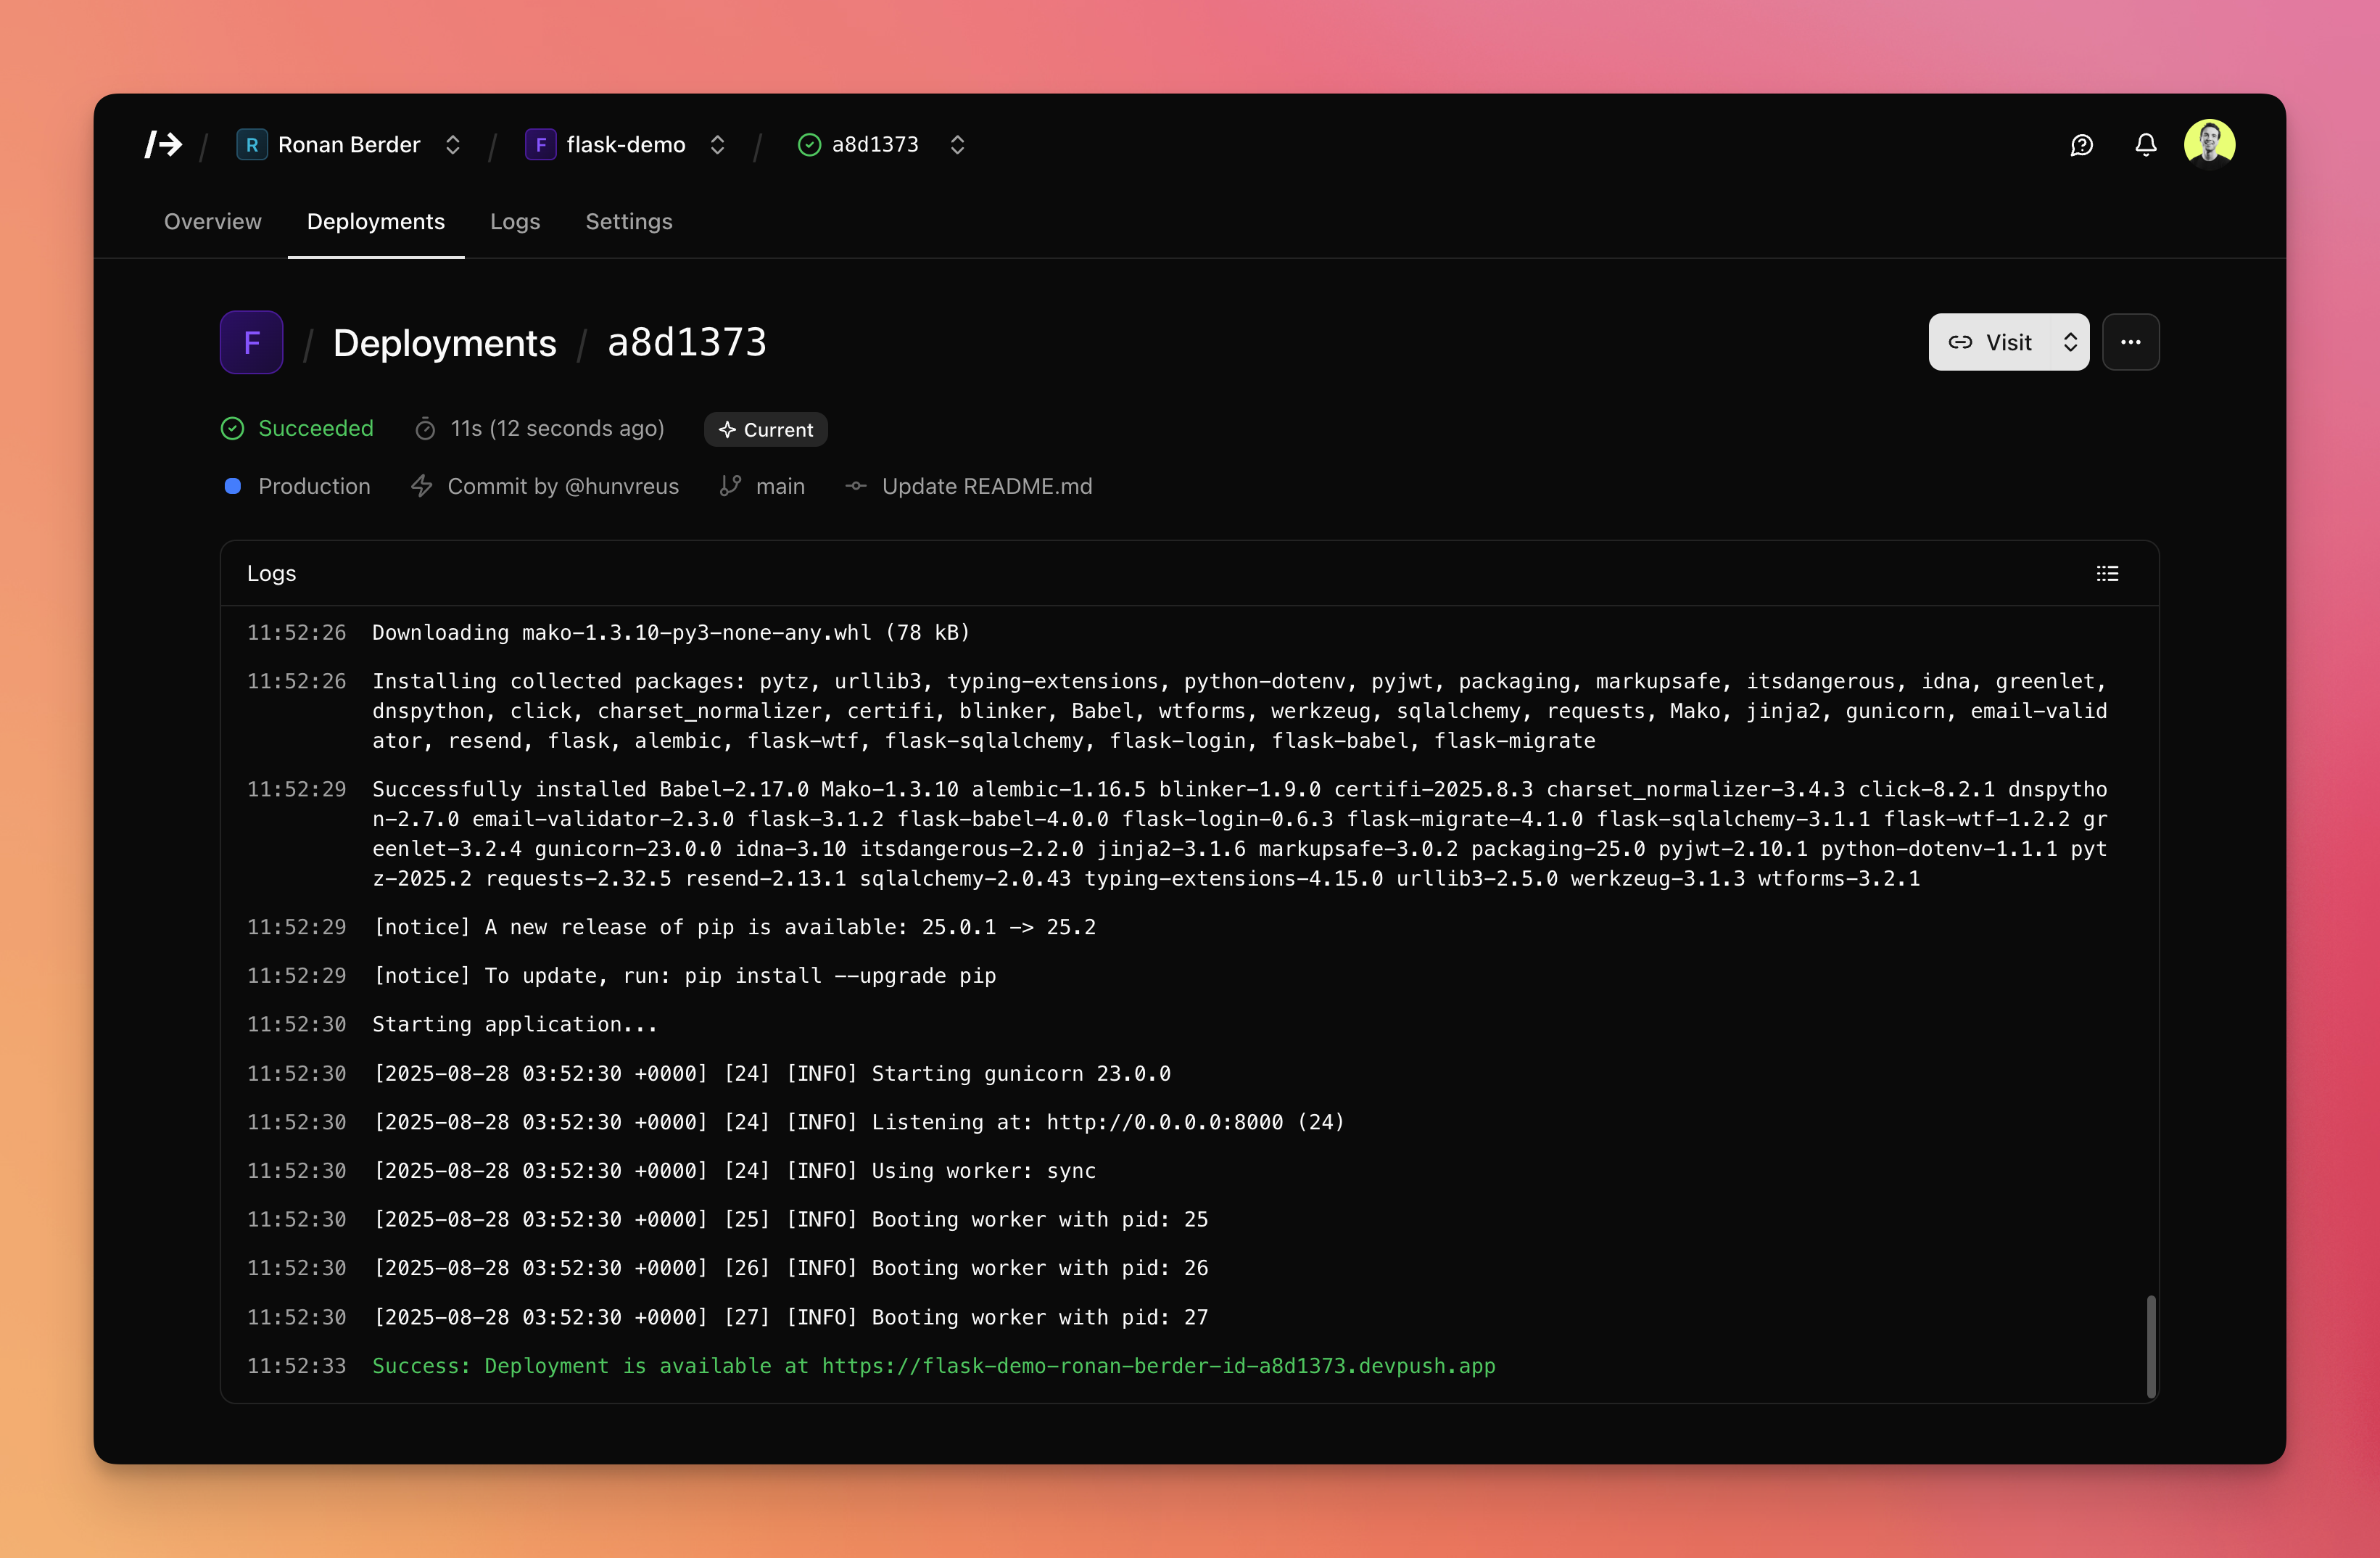 / R Ronan Berder / F flask-demo / a8d1373
Overview Deployments Logs Settings
F / Deployments / a8d1373 Visit
Succeeded 11s (12 seconds ago) Current
Production Commit by @hunvreus main Update README.md
Logs
11:52:26 Downloading mako-1.3.10-py3-none-any.whl (78 kB)
11:52:26 Installing collected packages: pytz, urllib3, typing-extensions, python-dotenv, pyjwt, packaging, markupsafe, itsdangerous, idna, greenlet,
dnspython, click, charset_normalizer, certifi, blinker, Babel, wtforms, werkzeug, sqlalchemy, requests, Mako, jinja2, gunicorn, email-valid
ator, resend, flask, alembic, flask-wtf, flask-sqlalchemy, flask-login, flask-babel, flask-migrate
11:52:29 Successfully installed Babel-2.17.0 Mako-1.3.10 alembic-1.16.5 blinker-1.9.0 certifi-2025.8.3 charset_normalizer-3.4.3 click-8.2.1 dnspytho
n-2.7.0 email-validator-2.3.0 flask-3.1.2 flask-babel-4.0.0 flask-login-0.6.3 flask-migrate-4.1.0 flask-sqlalchemy-3.1.1 flask-wtf-1.2.2 gr
eenlet-3.2.4 gunicorn-23.0.0 idna-3.10 itsdangerous-2.2.0 jinja2-3.1.6 markupsafe-3.0.2 packaging-25.0 pyjwt-2.10.1 python-dotenv-1.1.1 pyt
z-2025.2 requests-2.32.5 resend-2.13.1 sqlalchemy-2.0.43 typing-extensions-4.15.0 urllib3-2.5.0 werkzeug-3.1.3 wtforms-3.2.1
11:52:29 [notice] A new release of pip is available: 25.0.1 -> 25.2
11:52:29 [notice] To update, run: pip install --upgrade pip
11:52:30 Starting application...
11:52:30 [2025-08-28 03:52:30 +0000] [24] [INFO] Starting gunicorn 23.0.0
11:52:30 [2025-08-28 03:52:30 +0000] [24] [INFO] Listening at: http://0.0.0.0:8000 (24)
11:52:30 [2025-08-28 03:52:30 +0000] [24] [INFO] Using worker: sync
11:52:30 [2025-08-28 03:52:30 +0000] [25] [INFO] Booting worker with pid: 25
11:52:30 [2025-08-28 03:52:30 +0000] [26] [INFO] Booting worker with pid: 26
11:52:30 [2025-08-28 03:52:30 +0000] [27] [INFO] Booting worker with pid: 27
11:52:33 Success: Deployment is available at https://flask-demo-ronan-berder-id-a8d1373.devpush.app